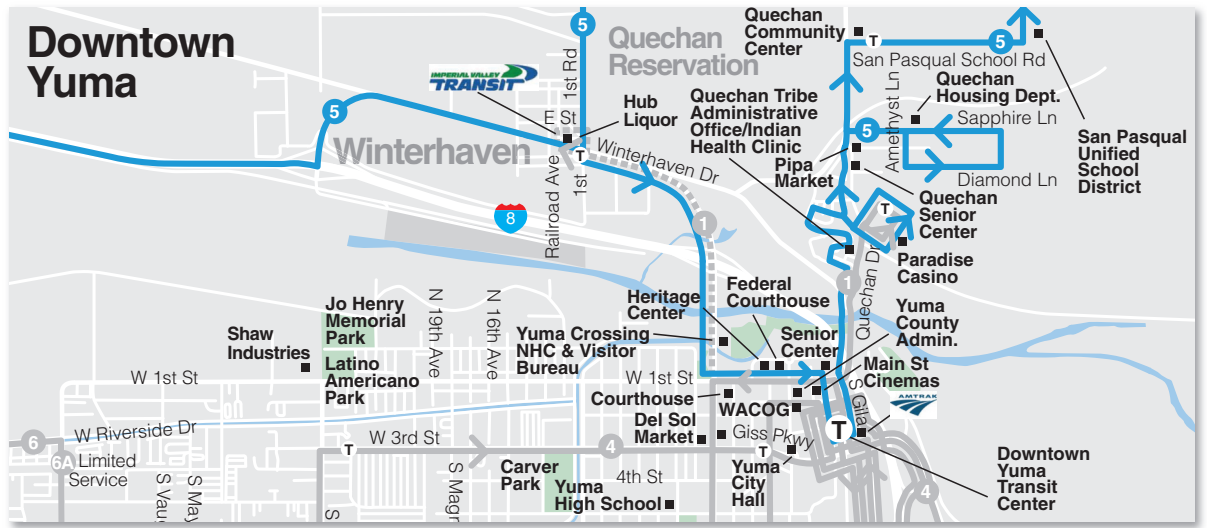 Downtown
Yuma
5
5
Quechan
Reservation
1st Rd
Quechan
Community
Center
T
5
San Pasqual School Rd
San Pasqual
Unified
School
District
IMPERIAL VALLEY
TRANSIT
E
St
Hub
Liquor
Winterhaven
Railroad Ave
1st
T
Winterhaven Dr
8
1
Quechan Tribe
Administrative
Office/Indian
Health Clinic
Pipa
Market
Amethyst Ln
Quechan
Housing Dept.
5
Sapphire Ln
Diamond Ln
Quechan
Senior
Center
T
Paradise
Casino
1
Quechan Dr
Yuma
County
Admin.
Main St
Cinemas
S Gila
AMTRAK
Federal
Courthouse
Heritage
Center
Yuma Crossing
NHC & Visitor
Bureau
Senior
Center
Jo Henry
Memorial
Park
Latino
Americano
Park
N 19th Ave
N 16th Ave
Shaw
Industries
W 1st St
W 1st St
Courthouse
WACOG
Del Sol
Market
Giss Pkwy
T
6
W Riverside Dr
W 3rd St
4
T
T
6A
Limited
Service
S Vau
S May
S
S Magn
Carver
Park
4th St
Yuma
High School
Yuma
City
Hall
4
Downtown
Yuma
Transit
Center